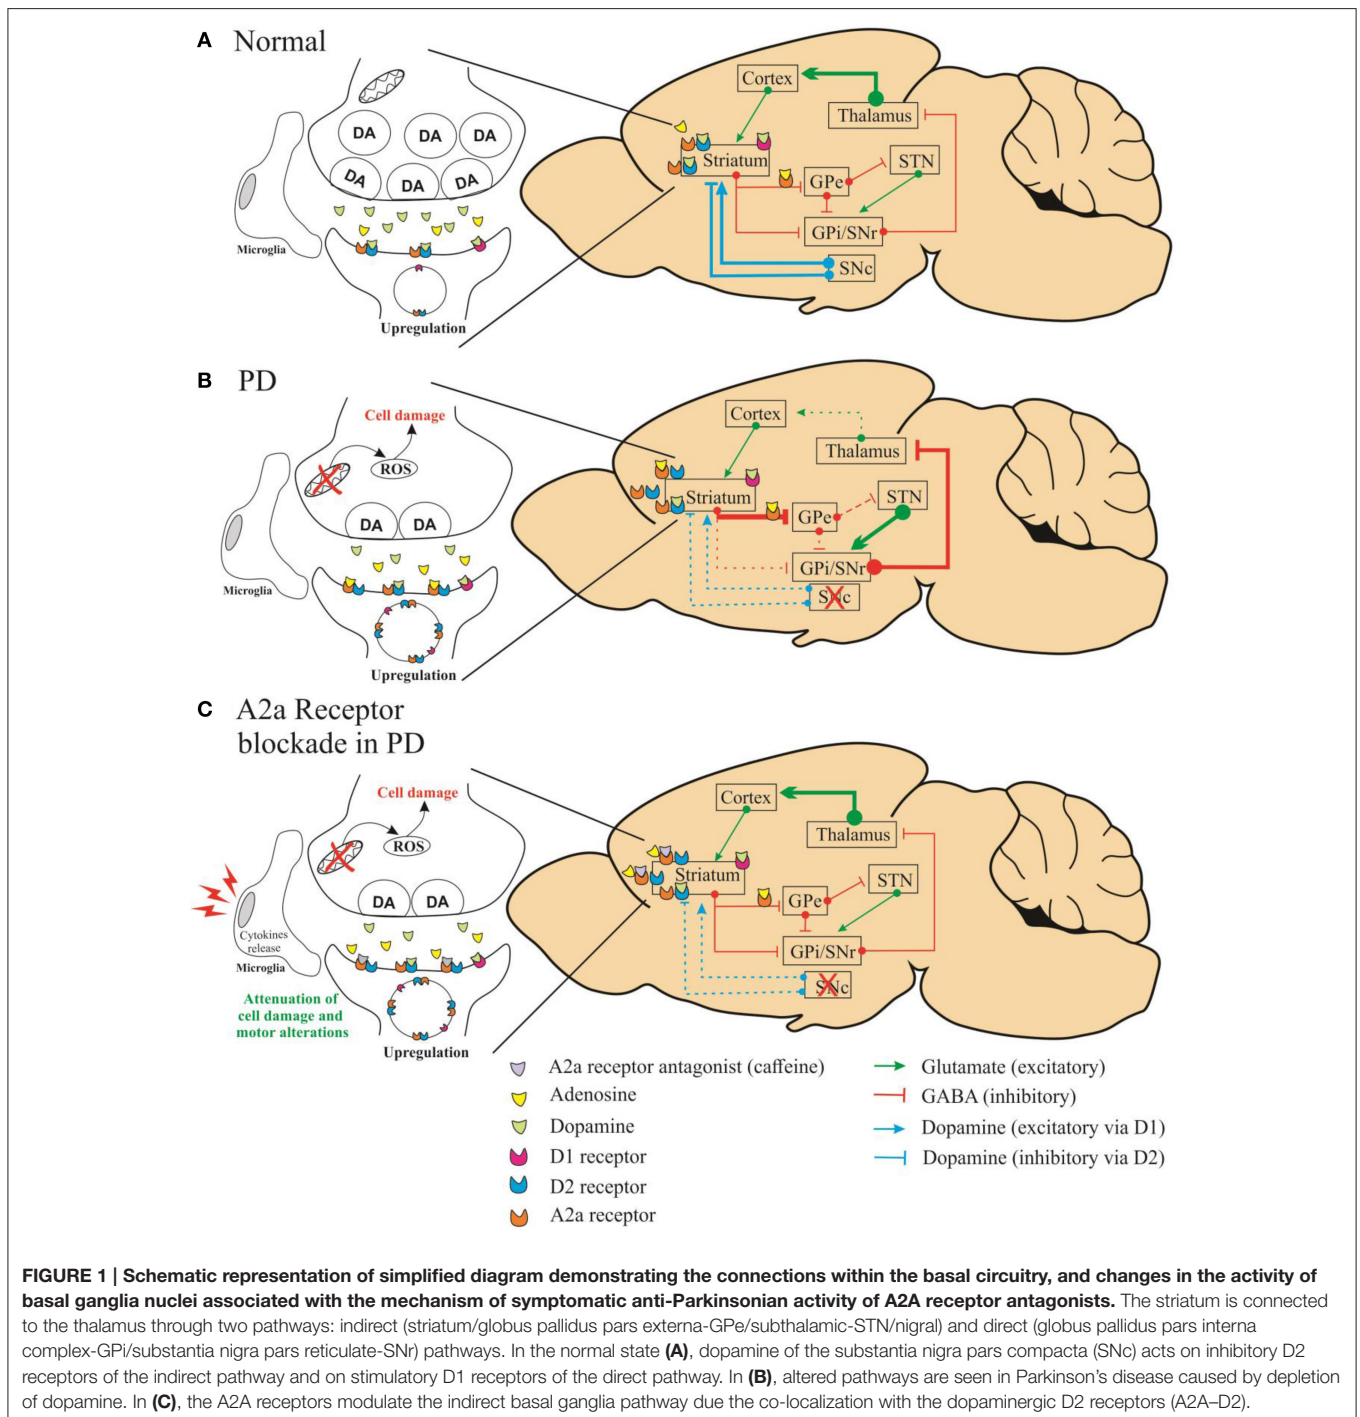 A Normal
Cortex
Thalamus
DA
DA
DA
DA
DA
DA
Striatum
STN
GPe
GPi/SNr
SNc
Microglia
Upregulation
B PD
Cell damage
ROS
Cortex
Thalamus
Striatum
STN
GPe
GPi/SNr
SNc
DA
DA
Microglia
Upregulation
C A2a Receptor
blockade in PD
Cell damage
ROS
Cortex
Thalamus
Striatum
STN
GPe
GPi/SNr
SNc
DA
DA
Cytokines
release
Microglia
Attenuation of
cell damage and
motor alterations
Upregulation
A2a receptor antagonist (caffeine)
Adenosine
Dopamine
D1 receptor
D2 receptor
A2a receptor
Glutamate (excitatory)
GABA (inhibitory)
Dopamine (excitatory via D1)
Dopamine (inhibitory via D2)
FIGURE 1 | Schematic representation of simplified diagram demonstrating the connections within the basal circuitry, and changes in the activity of
basal ganglia nuclei associated with the mechanism of symptomatic anti-Parkinsonian activity of A2A receptor antagonists. The striatum is connected
to the thalamus through two pathways: indirect (striatum/globus pallidus pars externa-GPe/subthalamic-STN/nigral) and direct (globus pallidus pars interna
complex-GPi/substantia nigra pars reticulate-SNr) pathways. In the normal state (A), dopamine of the substantia nigra pars compacta (SNc) acts on inhibitory D2
receptors of the indirect pathway and on stimulatory D1 receptors of the direct pathway. In (B), altered pathways are seen in Parkinson's disease caused by depletion
of dopamine. In (C), the A2A receptors modulate the indirect basal ganglia pathway due the co-localization with the dopaminergic D2 receptors (A2A–D2).